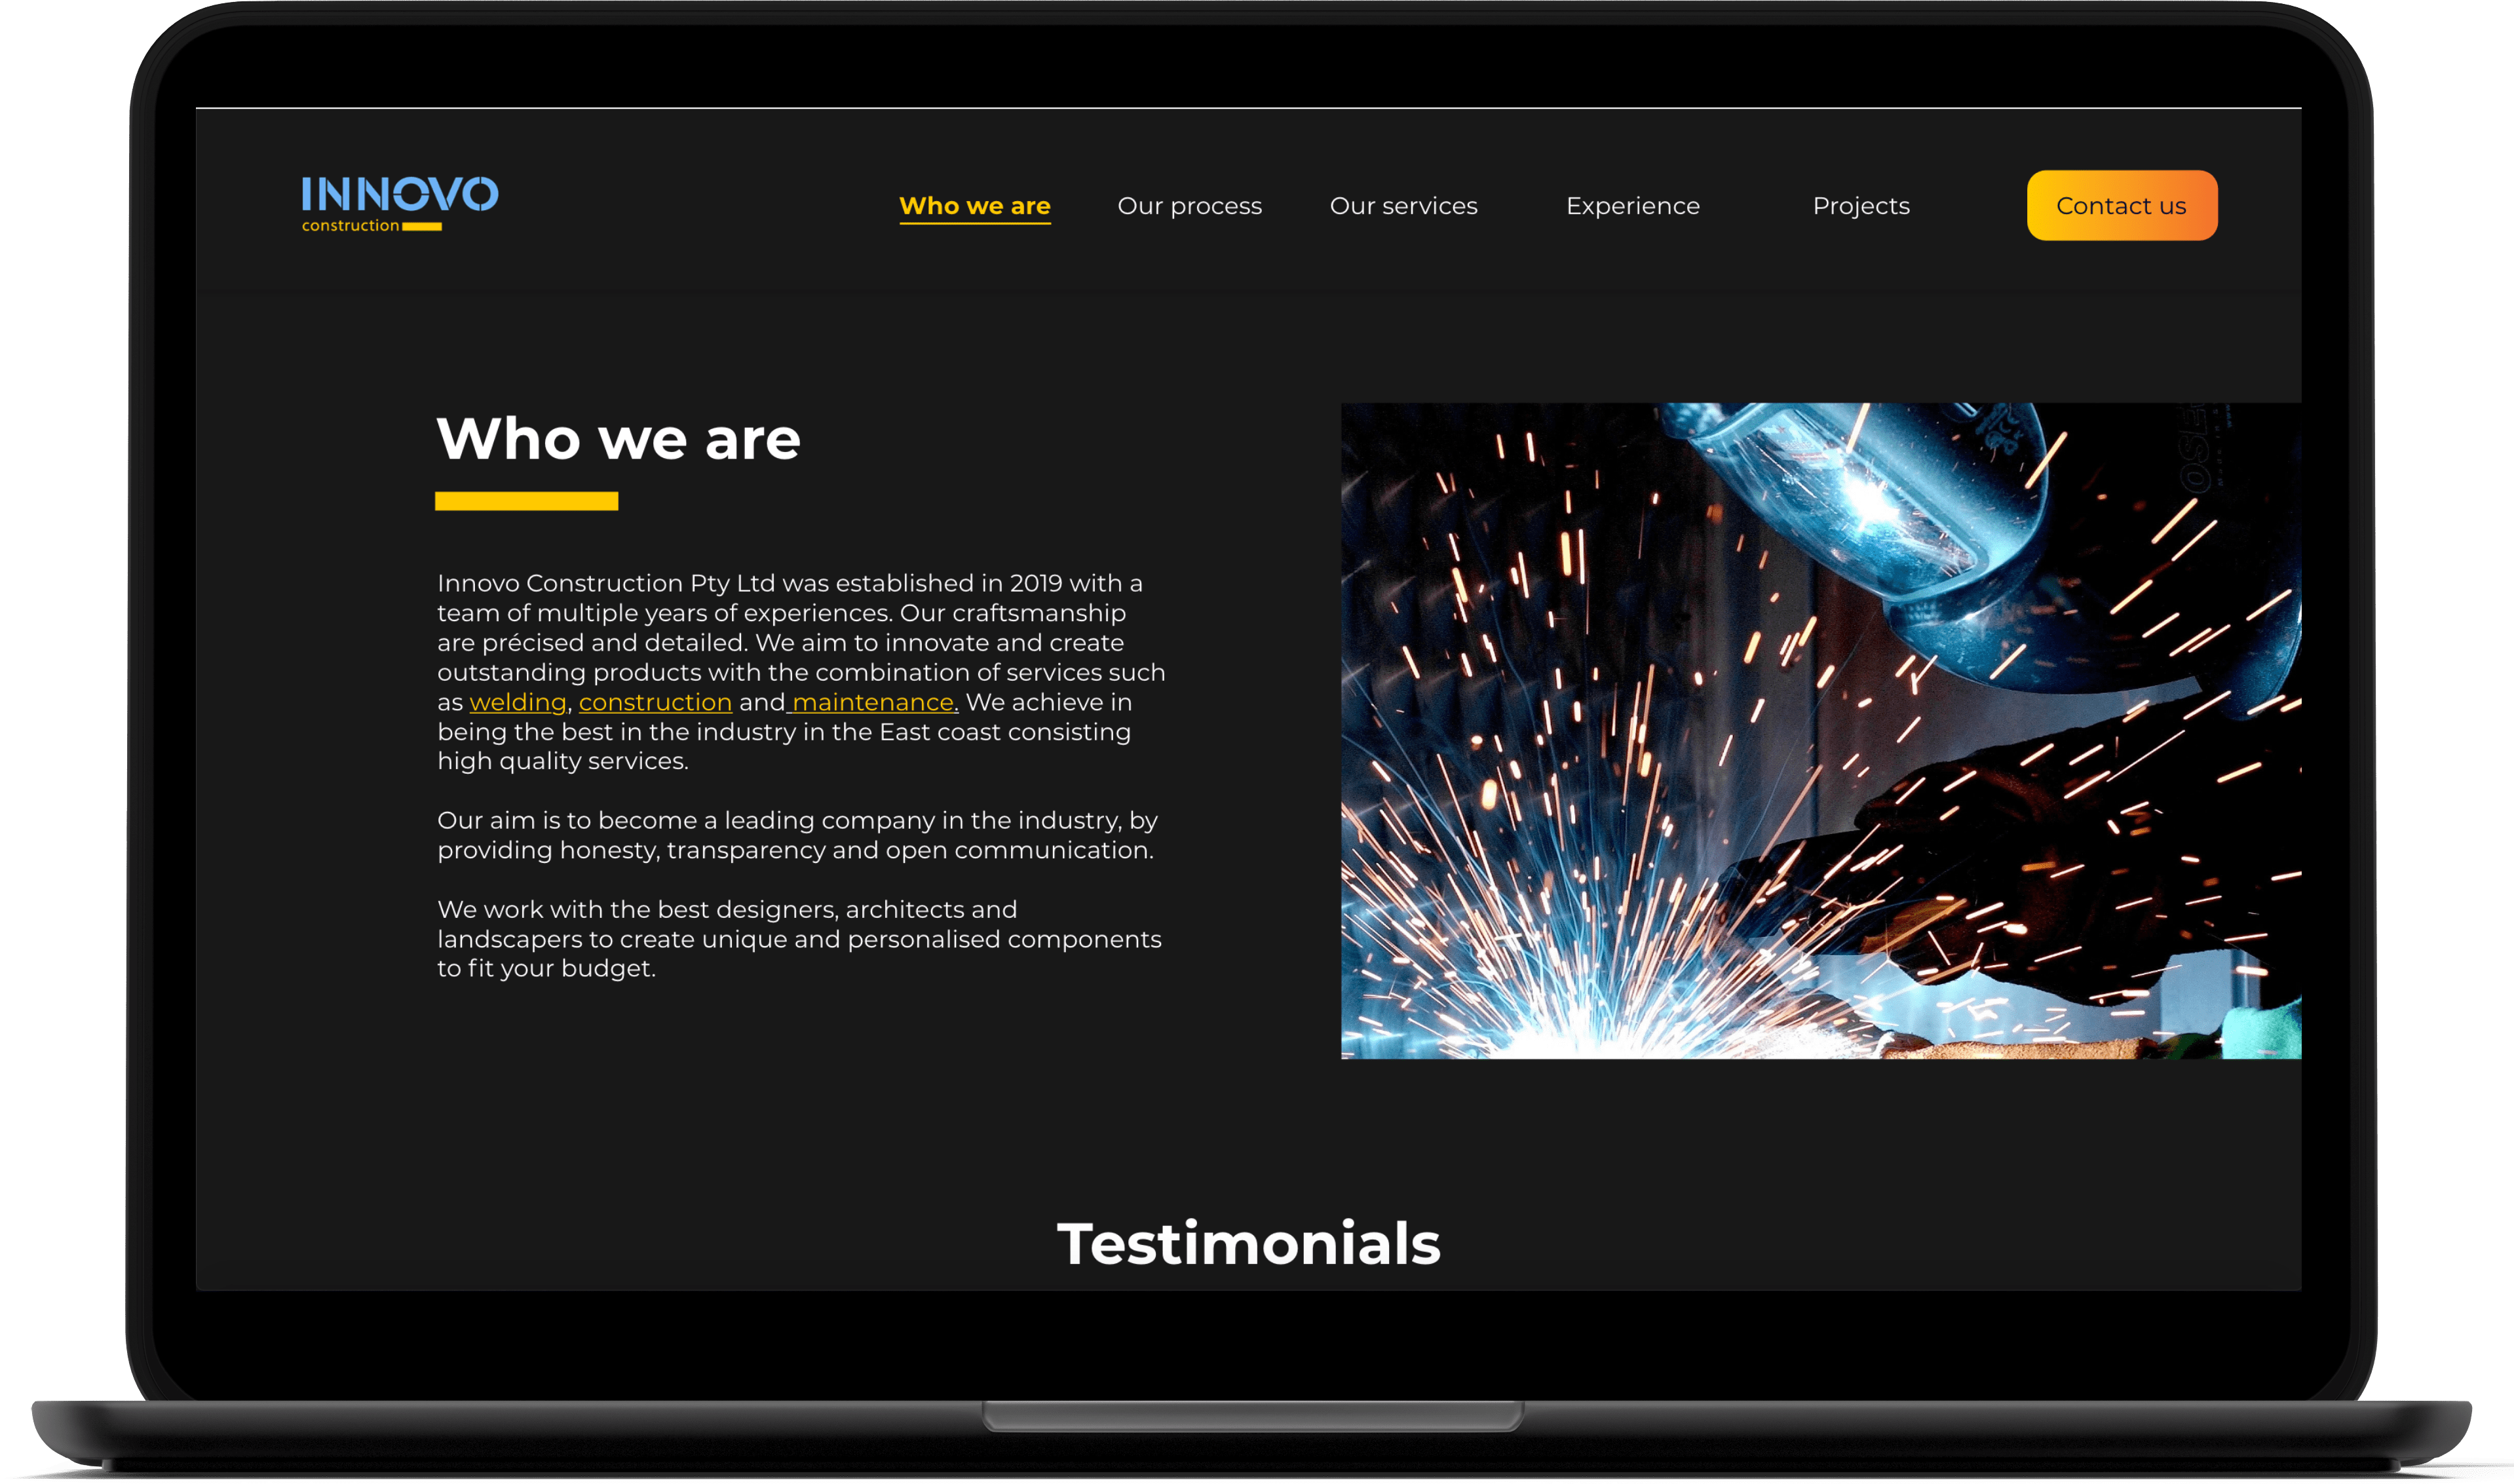 INNOVO
construction
Who we are
Our process
Our services
Experience
Projects
Contact us
Who we are
Innovo Construction Pty Ltd was established in 2019 with a
team of multiple years of experiences. Our craftsmanship
are précised and detailed. We aim to innovate and create
outstanding products with the combination of services such
as welding, construction and maintenance. We achieve in
being the best in the industry in the East coast consisting
high quality services.
Our aim is to become a leading company in the industry, by
providing honesty, transparency and open communication.
We work with the best designers, architects and
landscapers to create unique and personalised components
to fit your budget.
Testimonials